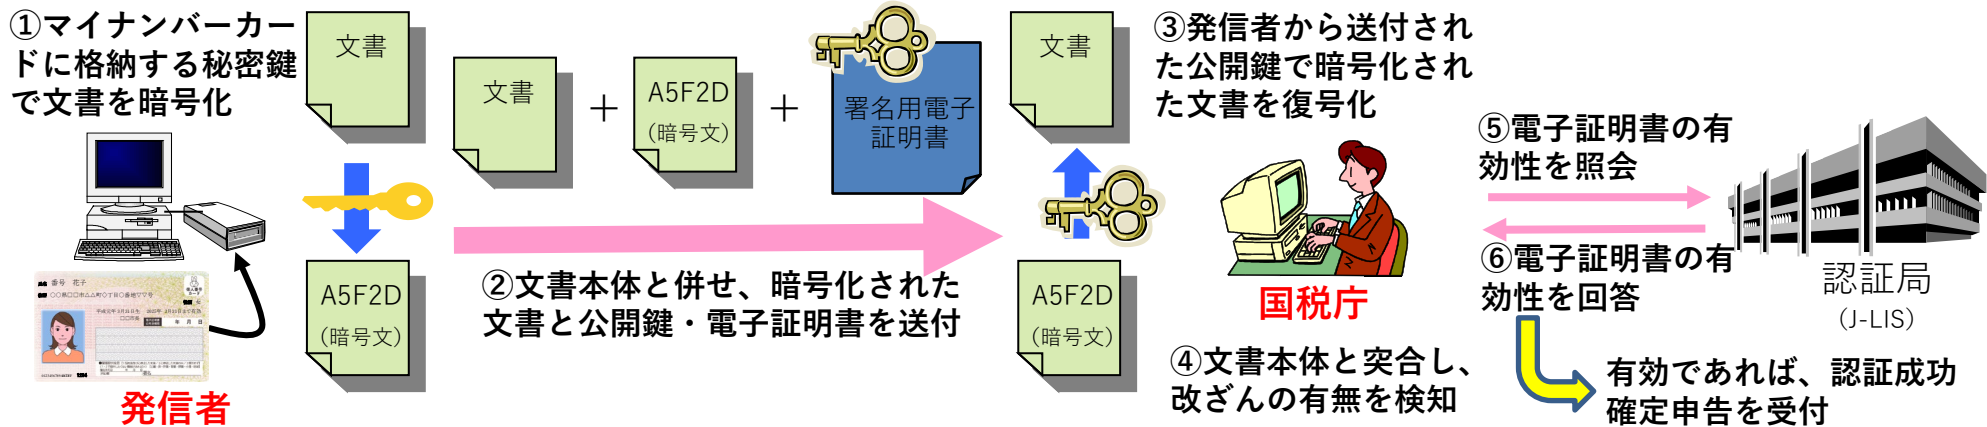 ①マイナンバーカー
ドに格納する秘密鍵
で文書を暗号化
文書
A5F2D
(暗号文)
番号 花子
発信者
文書
＋
A5F2D
(暗号文)
＋
署名用電子
証明書
②文書本体と併せ、暗号化された
文書と公開鍵・電子証明書を送付
文書
A5F2D
(暗号文)
③発信者から送付され
た公開鍵で暗号化され
た文書を復号化
国税庁
④文書本体と突合し、
改ざんの有無を検知
⑤電子証明書の有
効性を照会
⑥電子証明書の有
効性を回答
認証局
(J-LIS)
有効であれば、認証成功
確定申告を受付